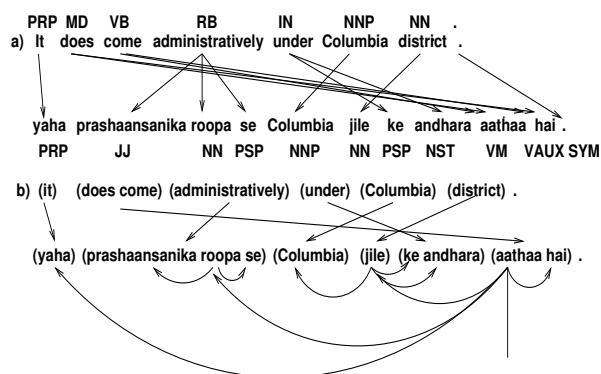 PRP MD VB RB IN NNP NN .
a) It does come administratively under Columbia district .
yaha prashaansanika roopa se Columbia jile ke andhara aathaa hai .
PRP JJ NN PSP NNP NN PSP NST VM VAUX SYM
b) (it) (does come) (administratively) (under) (Columbia) (district) .
(yaha) (prashaansanika roopa se) (Columbia) (jile) (ke andhara) (aathaa hai) .